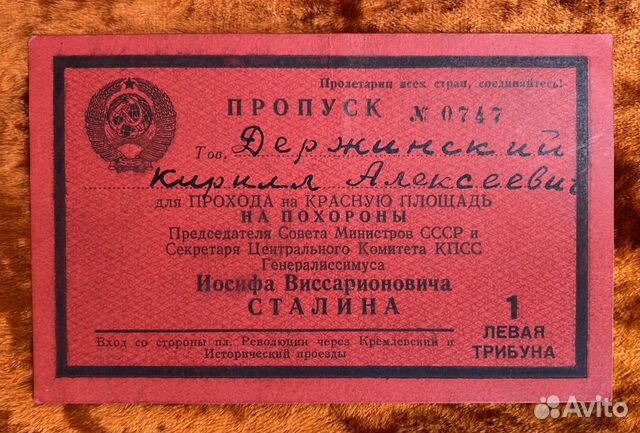 Пролетарии всех стран, соединяйтесь!
ПРОПУСК № 0747
Тов. Держинский
Кирилл Алексеевич
для ПРОХОДА на КРАСНУЮ ПЛОЩАДЬ
НА ПОХОРОНЫ
Председателя Совета Министров СССР и
Секретаря Центрального Комитета КПСС
Генералиссимуса
Иосифа Виссарионовича
СТАЛИНА
1
ЛЕВАЯ
ТРИБУНА
Вход со стороны пл. Революции через Кремлевский и
Исторический проезды
Avito